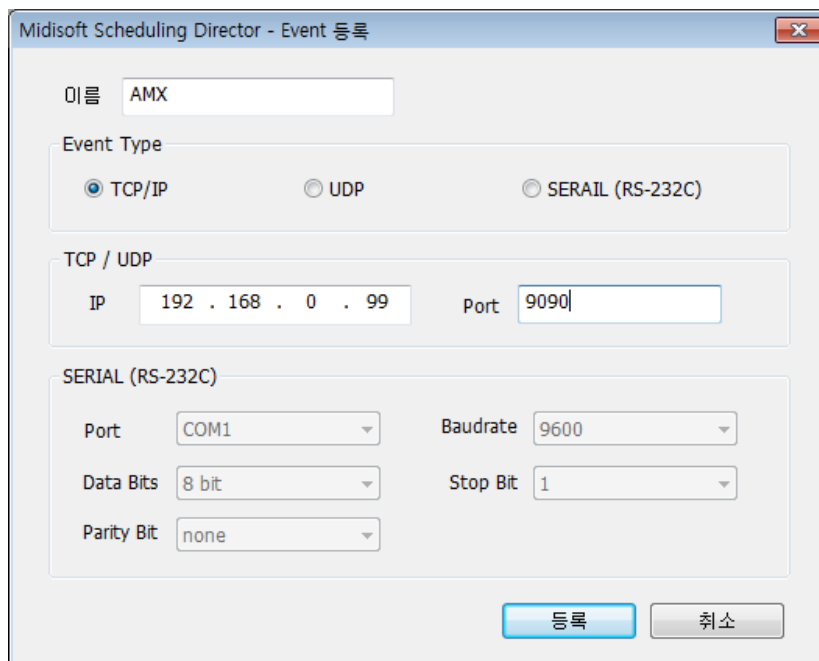 Midisoft Scheduling Director - Event 등록
이름 AMX
Event Type
TCP/IP UDP SERAIL (RS-232C)
TCP / UDP
IP 192 . 168 . 0 . 99 Port 9090
SERIAL (RS-232C)
Port COM1 Baudrate 9600
Data Bits 8 bit Stop Bit 1
Parity Bit none
등록 취소